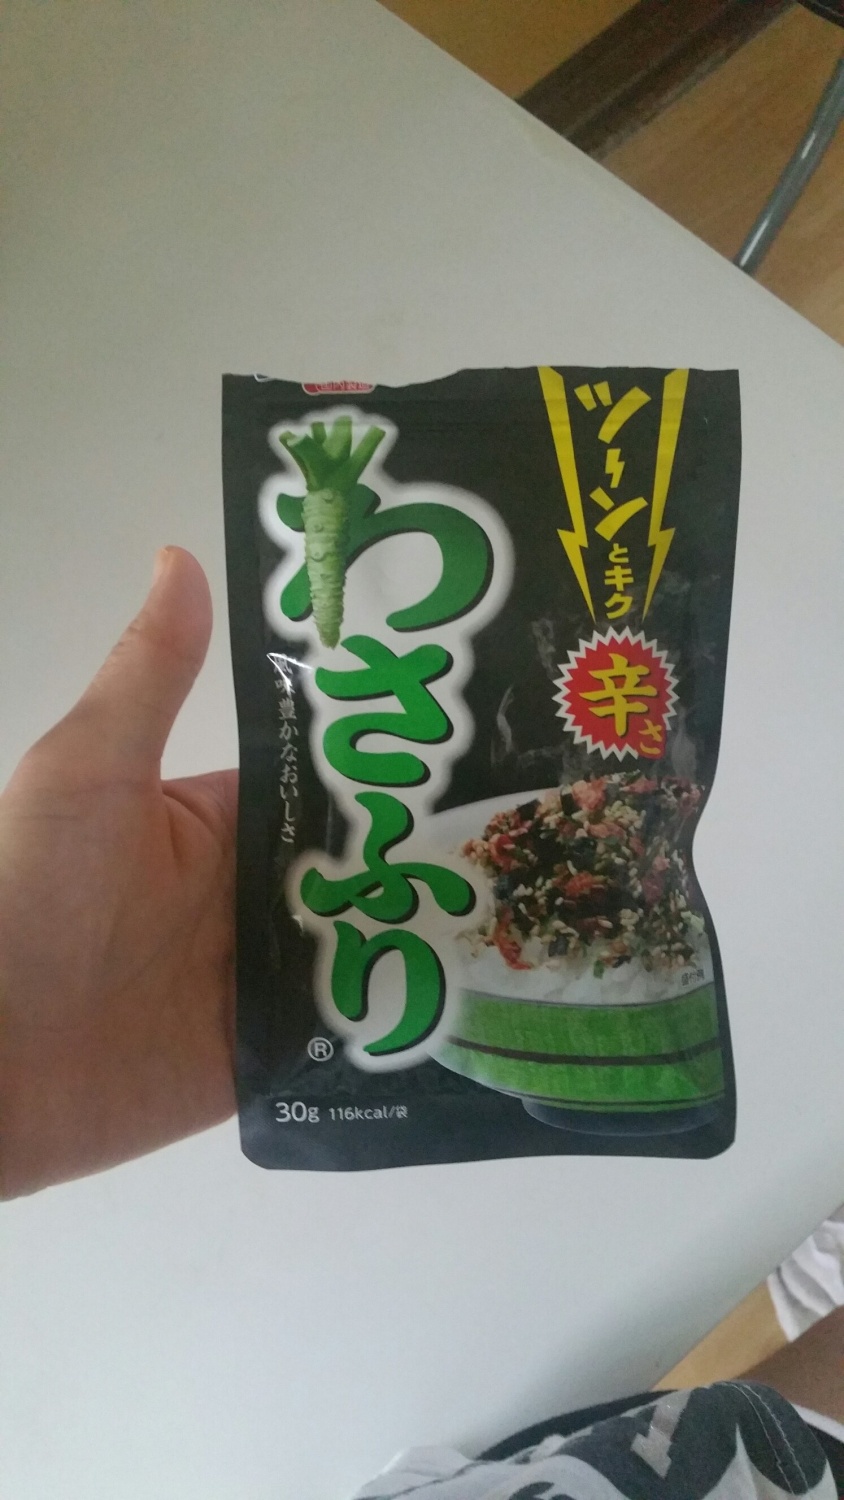 ツーンとキク
辛さ
わさふり
風味豊かなおいしさ
®
30g 116kcal/袋